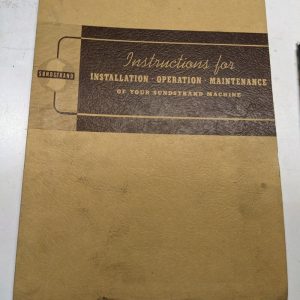 Instructions for
SUNDSTRAND
INSTALLATION · OPERATION · MAINTENANCE
OF YOUR SUNDSTRAND MACHINE